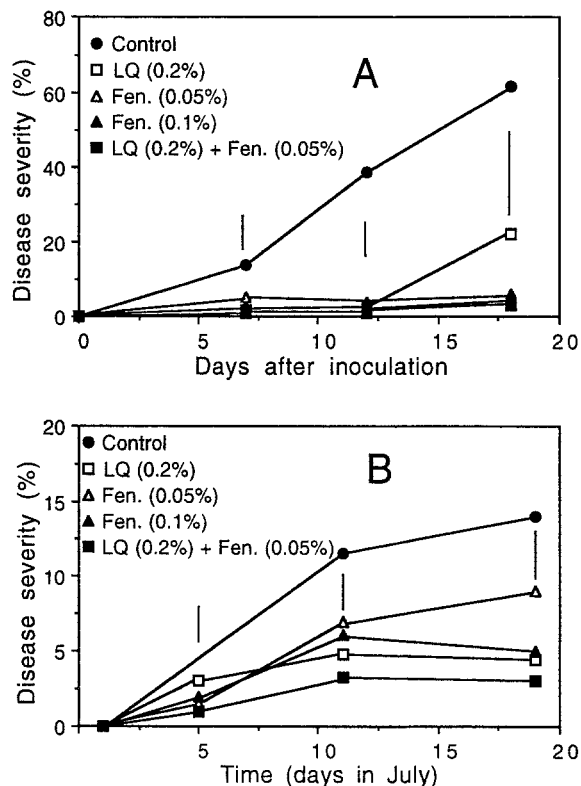 80
60
40
20
0
Disease severity (%)
Control
LQ (0.2%)
Fen. (0.05%)
Fen. (0.1%)
LQ (0.2%) + Fen. (0.05%)
A
0 5 10 15 20
Days after inoculation
20
15
10
5
0
Disease severity (%)
Control
LQ (0.2%)
Fen. (0.05%)
Fen. (0.1%)
LQ (0.2%) + Fen. (0.05%)
B
5 10 15 20
Time (days in July)